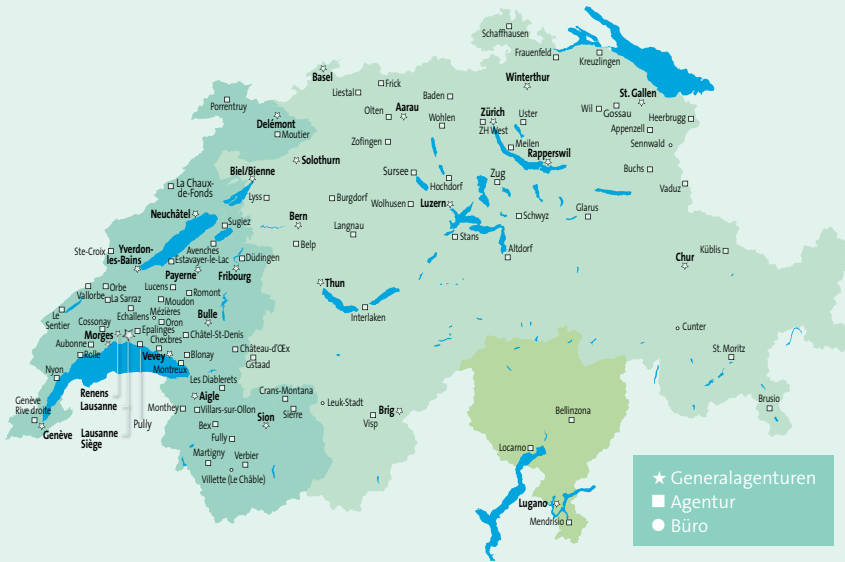 Schaffhausen
Frauenfeld
Kreuzlingen
Basel
Winterthur
Frick
Liestal
Baden
St. Gallen
Porrentruy
Olten
Aarau
Zürich
Uster
Wil
Gossau
Heerbrugg
Delémont
Wohlen
ZH West
Appenzell
Moutier
Zofingen
Meilen
Sennwald
Solothurn
Rapperswil
Biel/Bienne
Sursee
Zug
Buchs
La Chaux-
de-Fonds
Hochdorf
Vaduz
Lyss
Burgdorf
Wolhusen
Luzern
Glarus
Neuchâtel
Bern
Schwyz
Sugiez
Langnau
Stans
Ste-Croix
Yverdon-
les-Bains
Avenches
Belp
Altdorf
Küblis
Estavayer-le-Lac
Düdingen
Chur
Payerne
Fribourg
Orbe
Lucens
Thun
Vallorbe
La Sarraz
Romont
Moudon
Interlaken
Le
Sentier
Echallens
Mézières
Bulle
Cossonay
Oron
Epalinges
Cunter
Morges
Chexbres
Châtel-St-Denis
Aubonne
Rolle
Vevey
Blonay
Château-d'Œx
St. Moritz
Nyon
Montreux
Gstaad
Les Diablerets
Renens
Lausanne
Aigle
Crans-Montana
Brusio
Genève
Rive droite
Monthey
Villars-sur-Ollon
Leuk-Stadt
Brig
Bellinzona
Sion
Sierre
Visp
Pully
Bex
Genève
Lausanne
Siège
Fully
Locarno
Martigny
Verbier
Villette (Le Châble)
Lugano
Mendrisio
Generalagenturen
Agentur
Büro